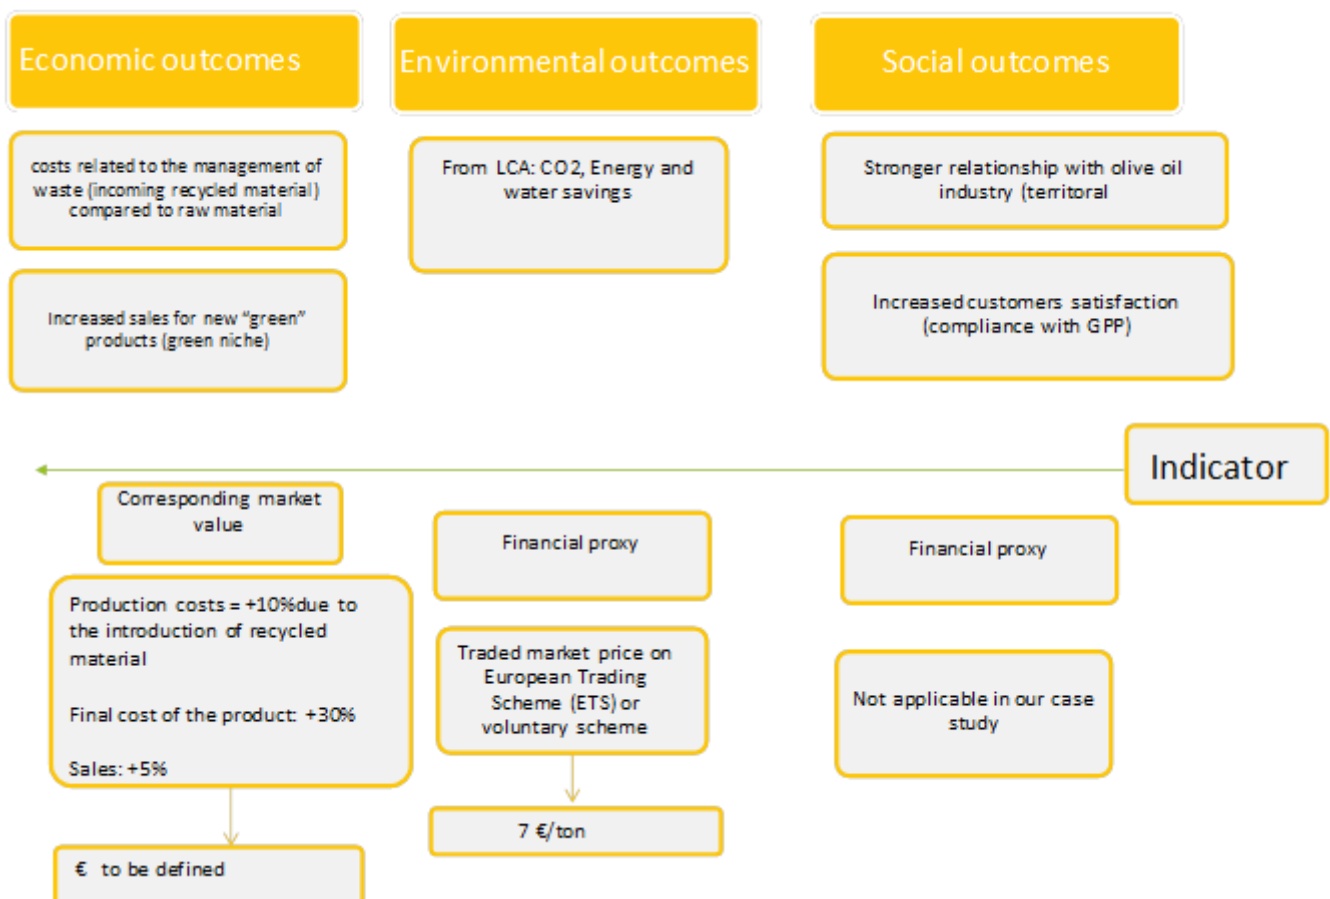 Economic outcomes
Environmental outcomes
Social outcomes
costs related to the management of
waste (incoming recycled material)
compared to raw material
From LCA: CO2, Energy and
water savings
Stronger relationship with olive oil
industry (territoral
Increased sales for new “green”
products (green niche)
Increased customers satisfaction
(compliance with GPP)
Indicator
Corresponding market
value
Financial proxy
Financial proxy
Production costs = +10%due to
the introduction of recycled
material
Final cost of the product: +30%
Sales: +5%
Traded market price on
European Trading
Scheme (ETS) or
voluntary scheme
Not applicable in our case
study
7 €/ton
€ to be defined